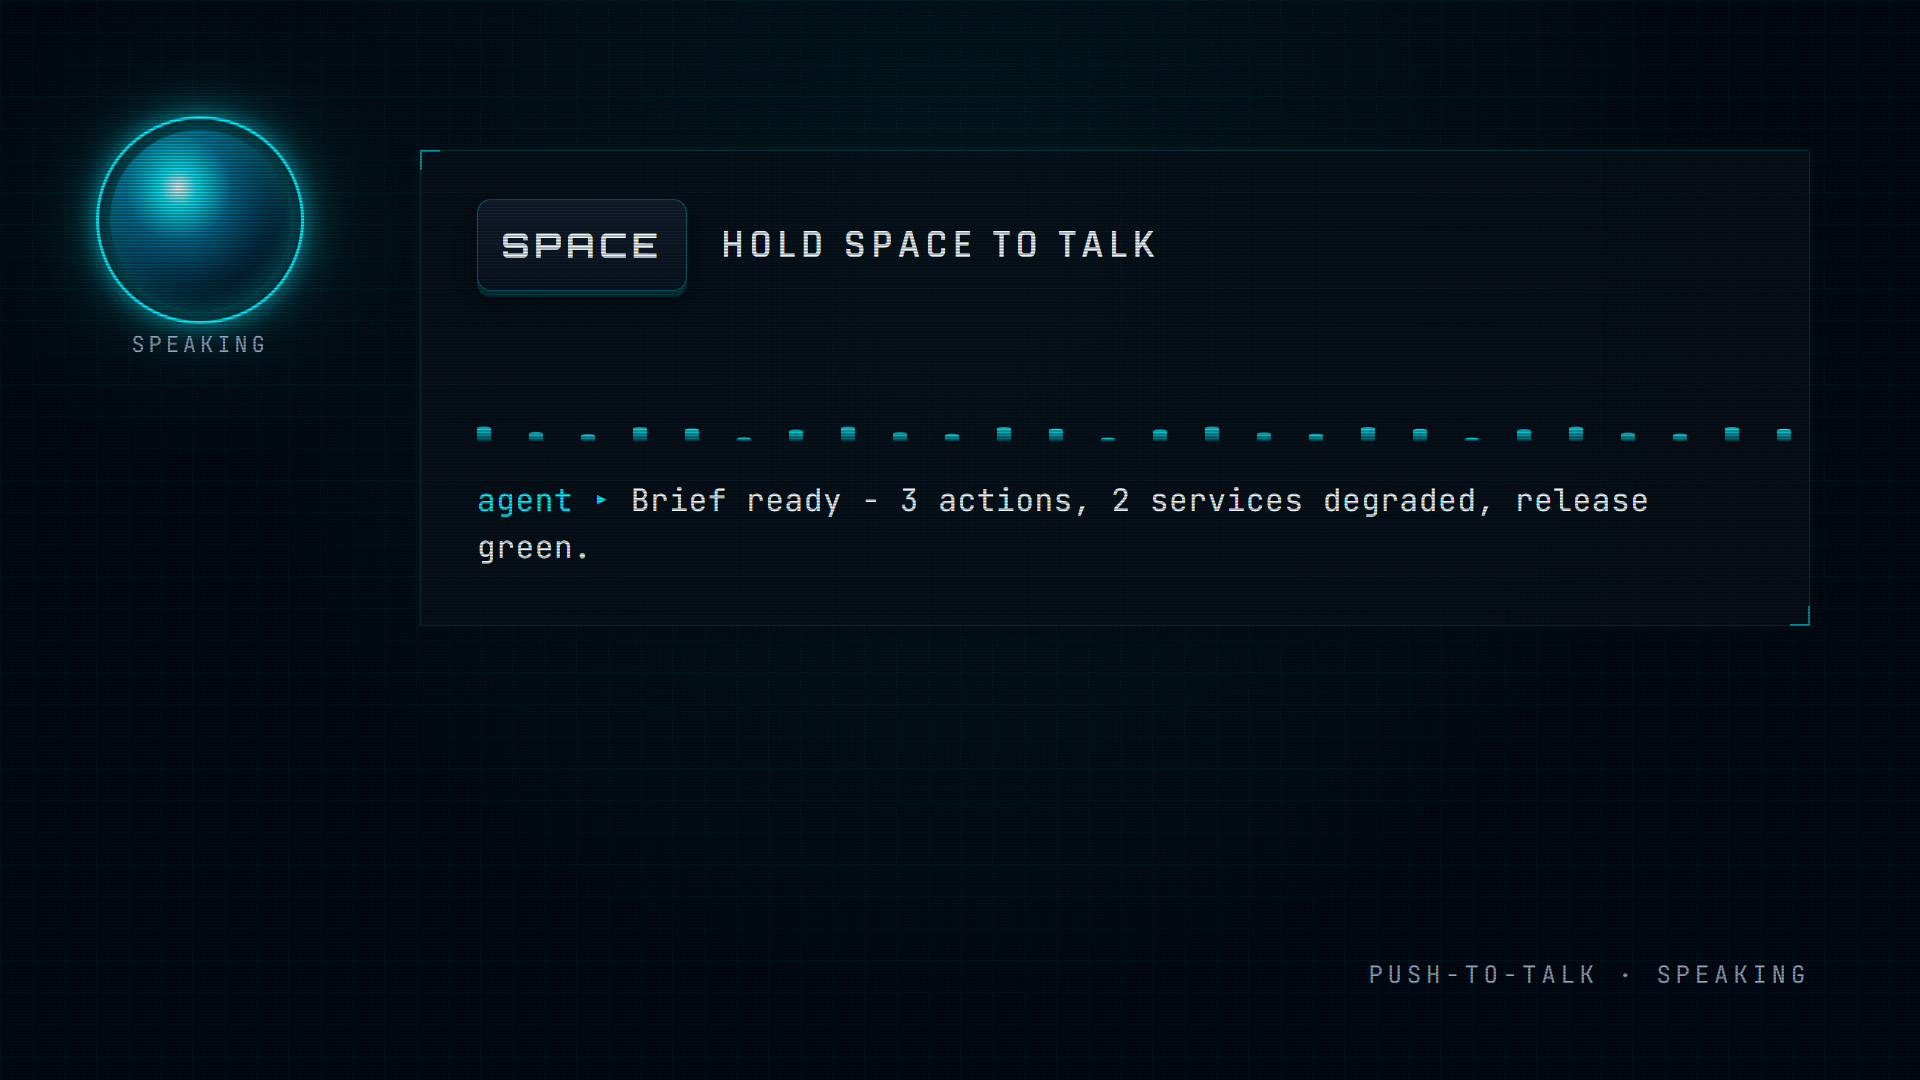 SPEAKING
SPACE
HOLD SPACE TO TALK
agent ▸ Brief ready - 3 actions, 2 services degraded, release
green.
PUSH-TO-TALK · SPEAKING